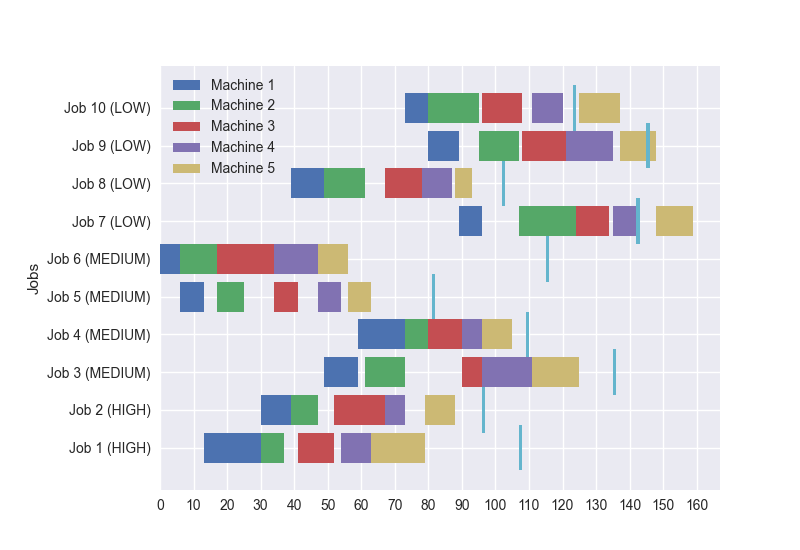 Machine 1
Machine 2
Machine 3
Machine 4
Machine 5
Jobs
Job 10 (LOW)
Job 9 (LOW)
Job 8 (LOW)
Job 7 (LOW)
Job 6 (MEDIUM)
Job 5 (MEDIUM)
Job 4 (MEDIUM)
Job 3 (MEDIUM)
Job 2 (HIGH)
Job 1 (HIGH)
0 10 20 30 40 50 60 70 80 90 100 110 120 130 140 150 160